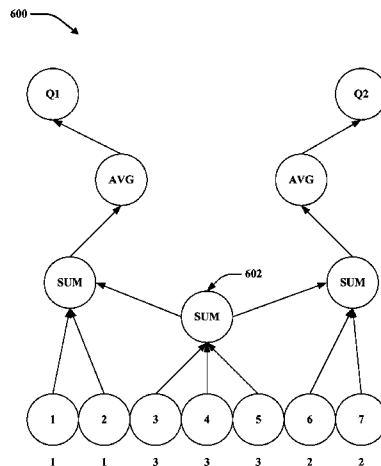 600
Q1 Q2
AVG AVG
602
SUM SUM
SUM
1 2 3 4 5 6 7
1 1 3 3 3 2 2